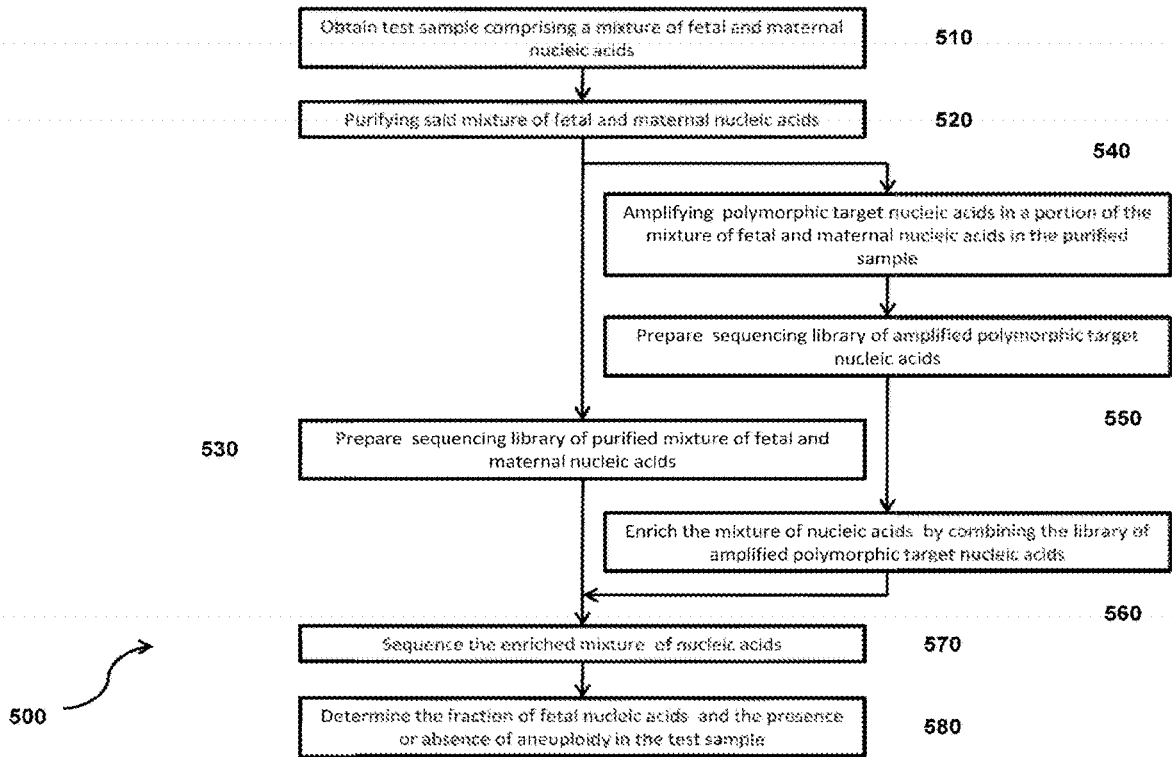 Obtain test sample comprising a mixture of fetal and maternal
nucleic acids
510
Purifying said mixture of fetal and maternal nucleic acids
520
540
Amplifying polymorphic target nucleic acids in a portion of the
mixture of fetal and maternal nucleic acids in the purified
sample
Prepare sequencing library of amplified polymorphic target
nucleic acids
550
530
Prepare sequencing library of purified mixture of fetal and
maternal nucleic acids
Enrich the mixture of nucleic acids by combining the library of
amplified polymorphic target nucleic acids
560
Sequence the enriched mixture of nucleic acids
570
500
Determine the fraction of fetal nucleic acids and the presence
or absence of aneuploidy in the test sample
580